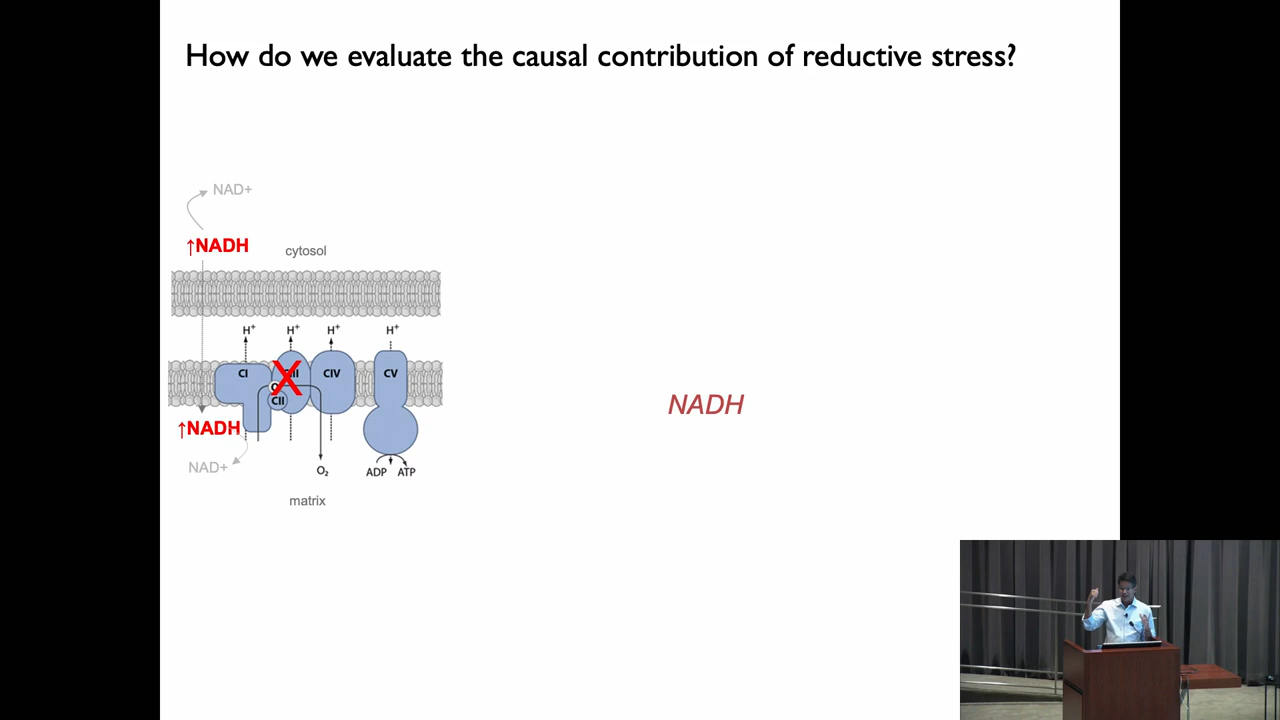 How do we evaluate the causal contribution of reductive stress?
NAD+
↑NADH
cytosol
H+ H+ H+ H+
CI CIII CIV CV
Q
CII
NADH
↑NADH
NAD+
O₂ ADP ATP
matrix